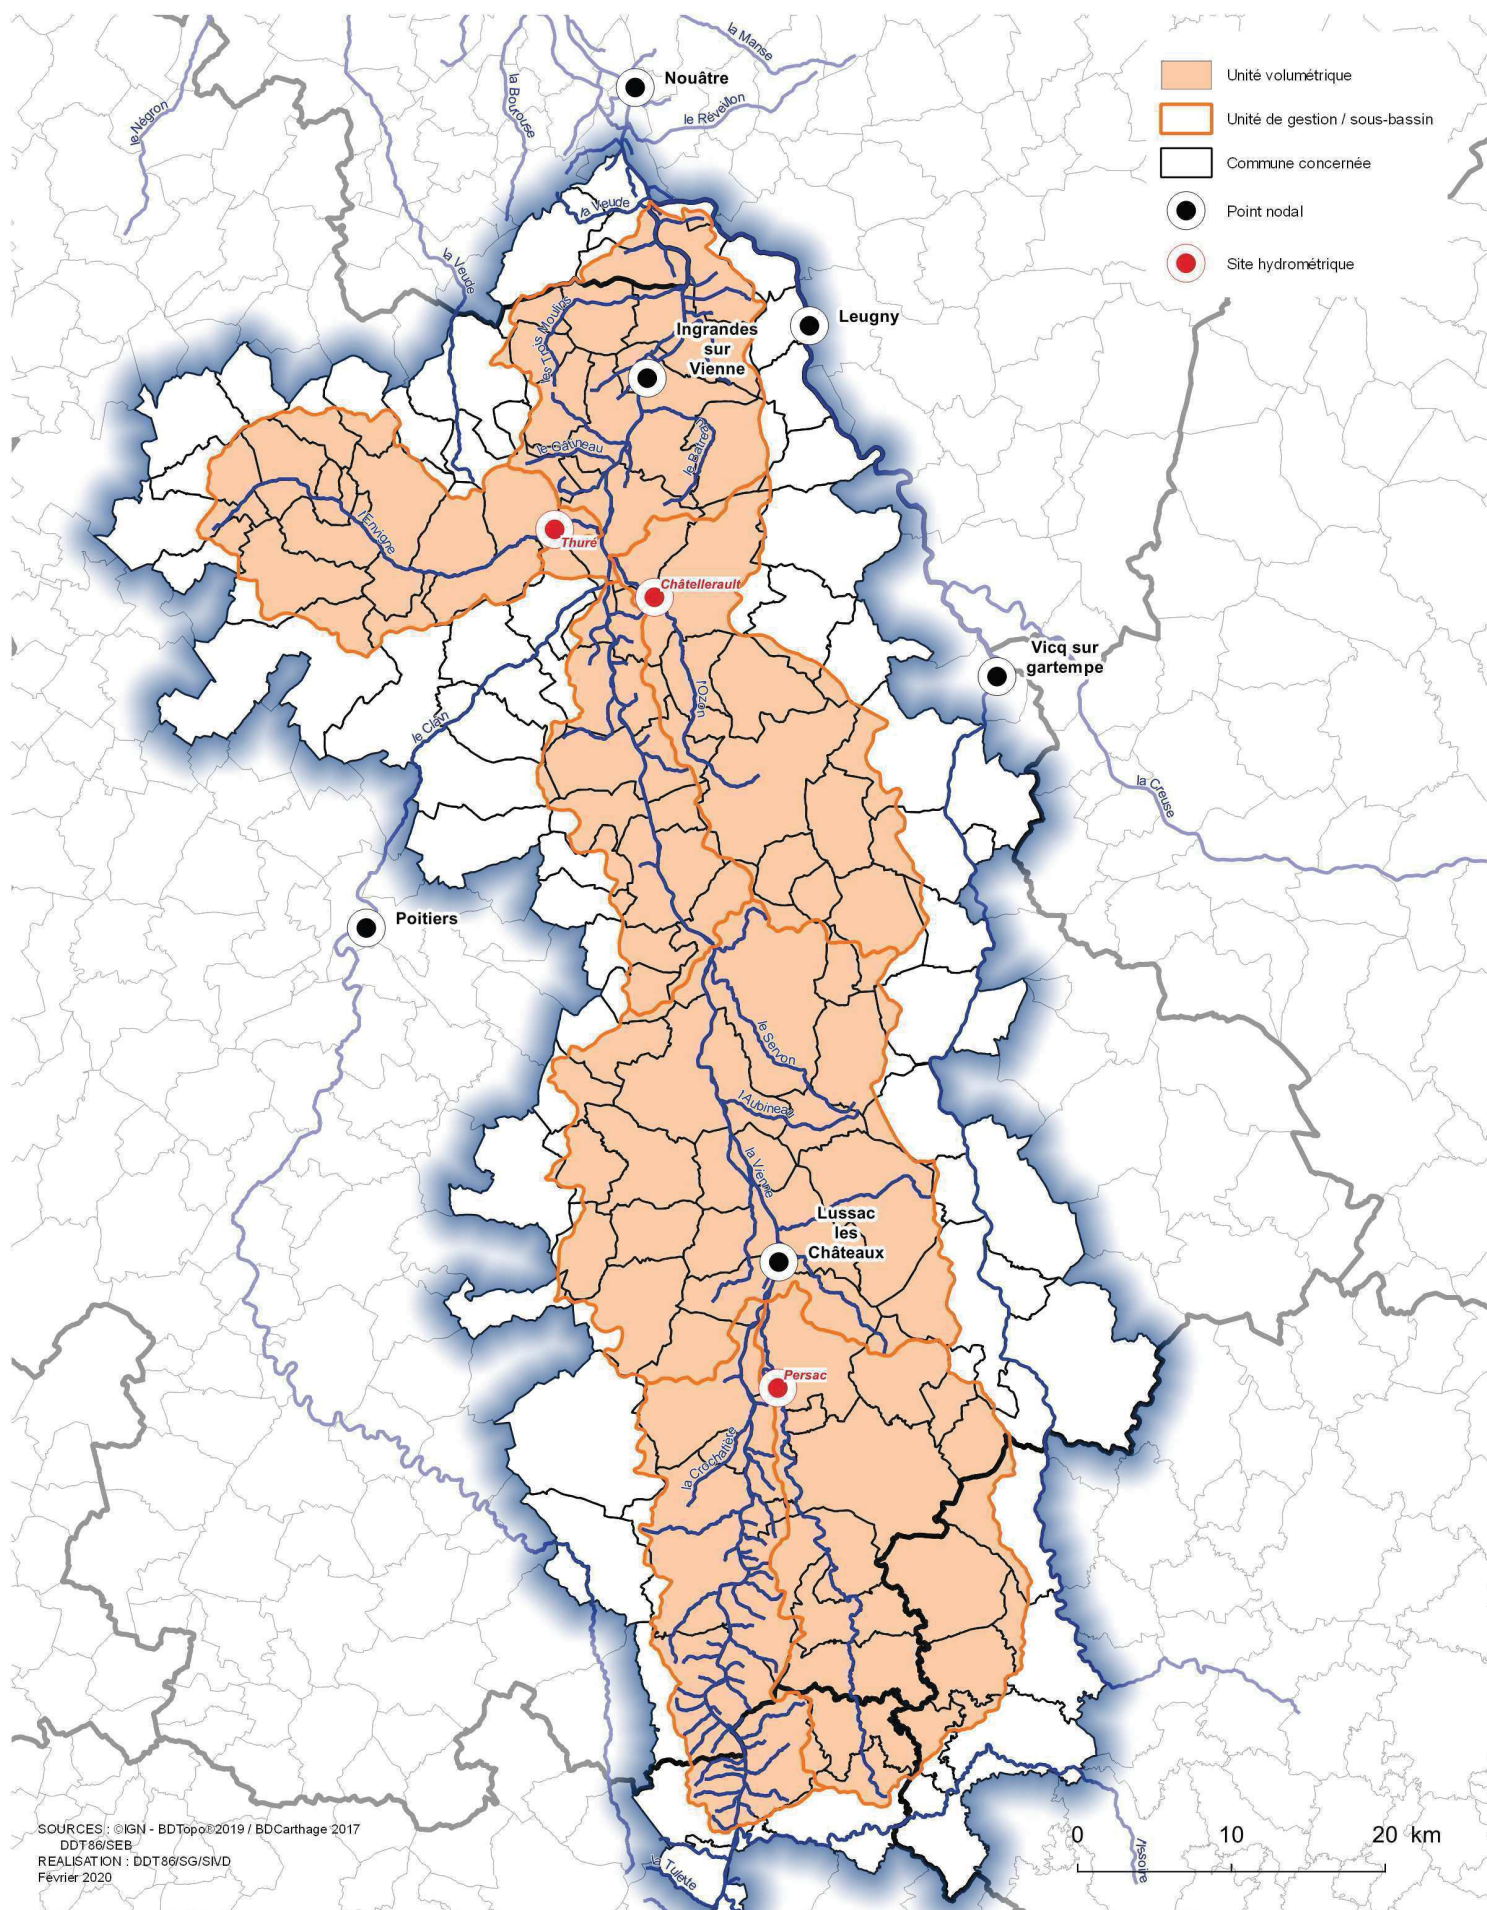 la Manse
Nouâtre
le Réveillon
la Bourouse
le Négron
Unité volumétrique
Unité de gestion / sous-bassin
Commune concernée
Point nodal
Site hydrométrique
la Veude
la Veude
les Trois Moulins
Ingrandes
sur
Vienne
Leugny
le Gâtineau
le Batreau
l'Envigne
Thuré
Châtellerault
Vicq sur
gartempe
l'Ozon
le Clain
la Creuse
Poitiers
le Servon
l'Aubineau
la Vienne
Lussac
les
Châteaux
Persac
la Crochatière
SOURCES : ©IGN - BDTopo®2019 / BDCarthage 2017
DDT86/SEB
REALISATION : DDT86/SG/SIVD
Février 2020
0 10 20 km
la Tulette
l'Issoire